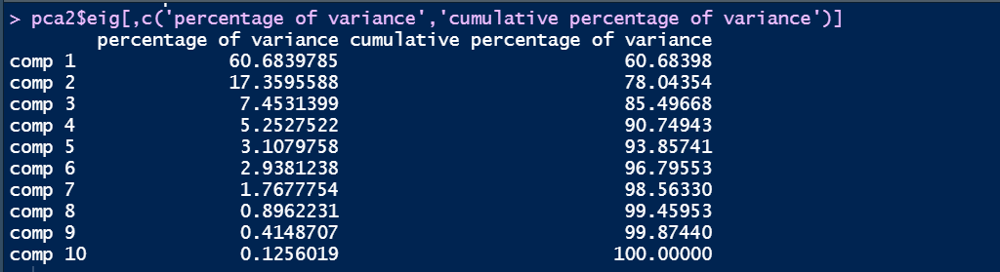 > pca2$eig[,c('percentage of variance','cumulative percentage of variance')]
percentage of variance cumulative percentage of variance
comp 1 60.6839785 60.68398
comp 2 17.3595588 78.04354
comp 3 7.4531399 85.49668
comp 4 5.2527522 90.74943
comp 5 3.1079758 93.85741
comp 6 2.9381238 96.79553
comp 7 1.7677754 98.56330
comp 8 0.8962231 99.45953
comp 9 0.4148707 99.87440
comp 10 0.1256019 100.00000